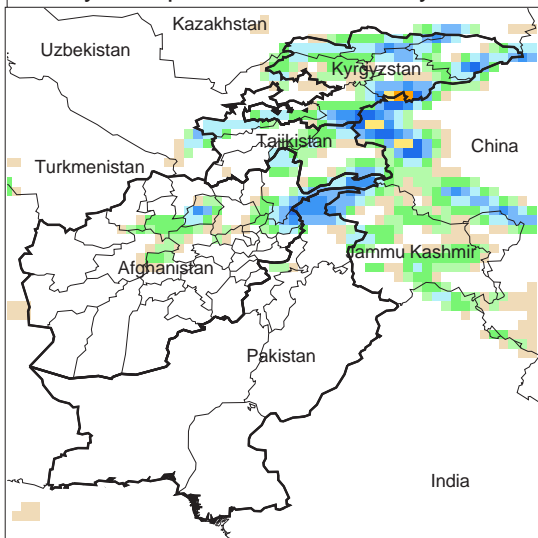 Kazakhstan
Uzbekistan
Kyrgyzstan
Tajikistan
China
Turkmenistan
Jammu Kashmir
Afghanistan
Pakistan
India